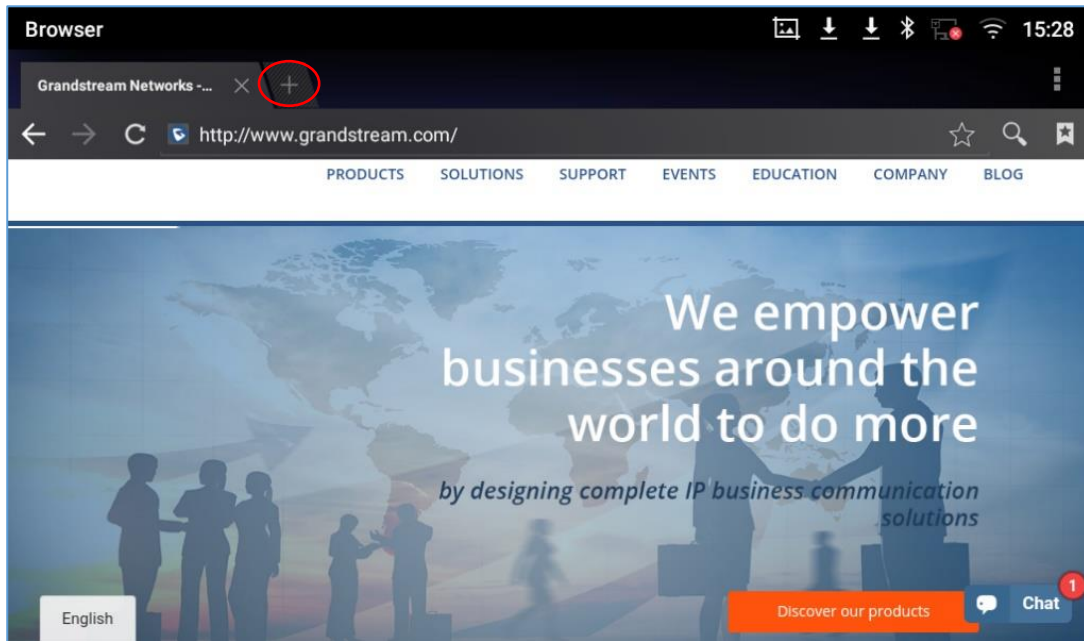 Browser 15:28
Grandstream Networks -...
http://www.grandstream.com/
PRODUCTS SOLUTIONS SUPPORT EVENTS EDUCATION COMPANY BLOG
We empower
businesses around the
world to do more
by designing complete IP business communication
solutions
English
Discover our products
Chat 1